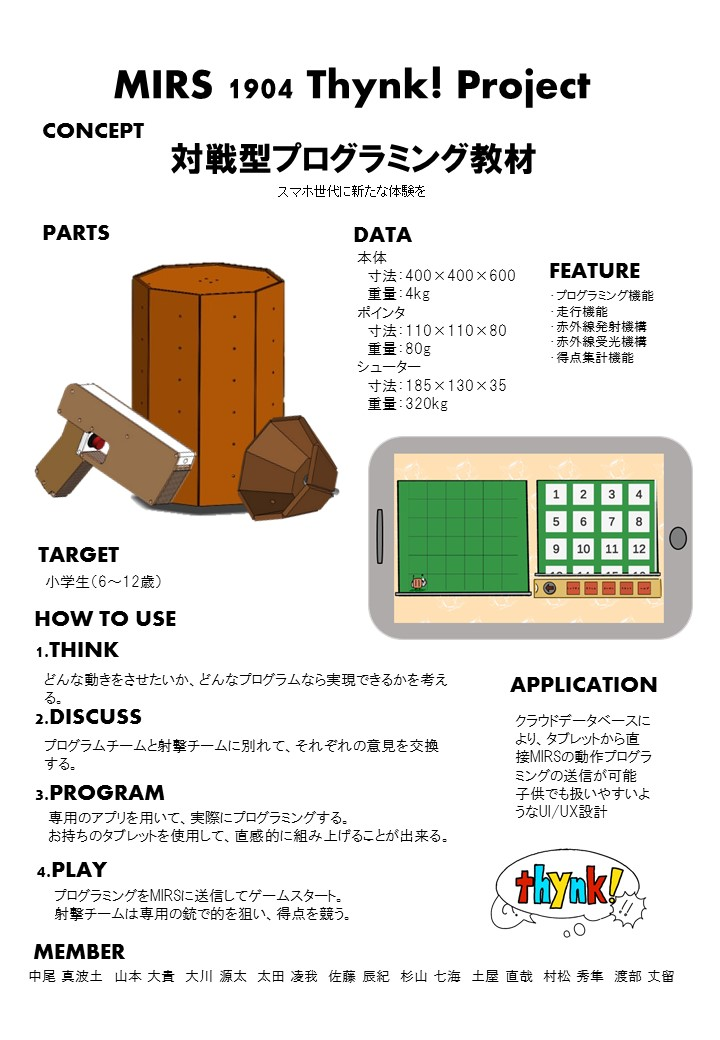 MIRS 1904 Thynk! Project
CONCEPT
対戦型プログラミング教材
スマホ世代に新たな体験を
PARTS
DATA
本体
寸法：400×400×600
重量：4kg
ポインタ
寸法：110×110×80
重量：80g
シューター
寸法：185×130×35
重量：320kg
FEATURE
・プログラミング機能
・走行機能
・赤外線発射機構
・赤外線受光機構
・得点集計機能
1 2 3 4
5 6 7 8
9 10 11 12
TARGET
小学生（6～12歳）
HOW TO USE
1.THINK
どんな動きをさせたいか、どんなプログラムなら実現できるかを考え
る。
2.DISCUSS
プログラムチームと射撃チームに別れて、それぞれの意見を交換
する。
3.PROGRAM
専用のアプリを用いて、実際にプログラミングする。
お持ちのタブレットを使用して、直感的に組み上げることが出来る。
4.PLAY
プログラミングをMIRSに送信してゲームスタート。
射撃チームは専用の銃で的を狙い、得点を競う。
APPLICATION
クラウドデータベースに
より、タブレットから直
接MIRSの動作プログラ
ミングの送信が可能
子供でも扱いやすいよ
うなUI/UX設計
thynk!
!!
MEMBER
中尾 真波土 山本 大貴 大川 源太 太田 凌我 佐藤 辰紀 杉山 七海 土屋 直哉 村松 秀隼 渡部 丈留